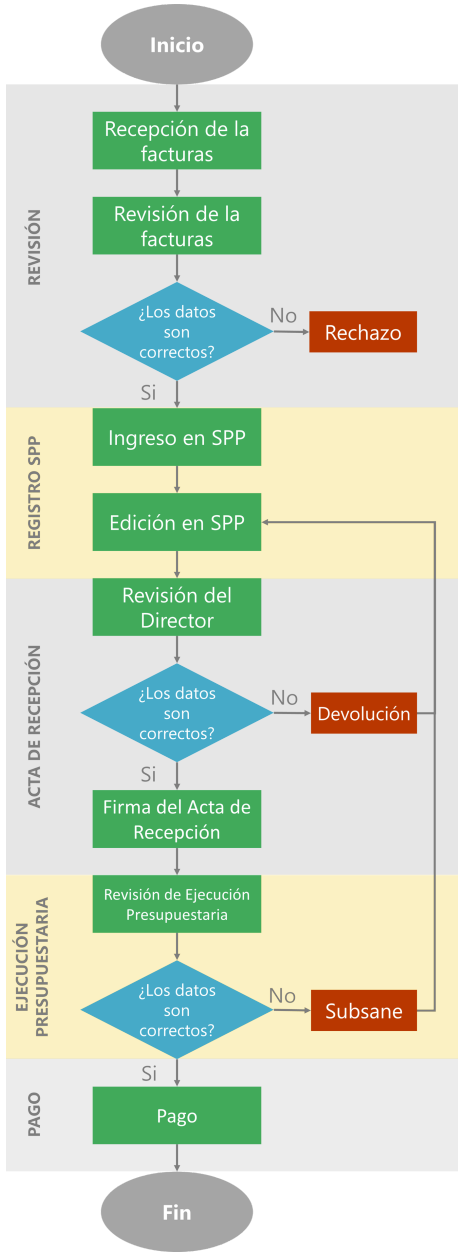 Inicio
REVISIÓN
Recepción de la
facturas
Revisión de la
facturas
¿Los datos
son
correctos?
No
Rechazo
Si
REGISTRO SPP
Ingreso en SPP
Edición en SPP
ACTA DE RECEPCIÓN
Revisión del
Director
¿Los datos
son
correctos?
No
Devolución
Si
Firma del Acta de
Recepción
EJECUCIÓN
PRESUPUESTARIA
Revisión de Ejecución
Presupuestaria
¿Los datos
son
correctos?
No
Subsane
Si
PAGO
Pago
Fin